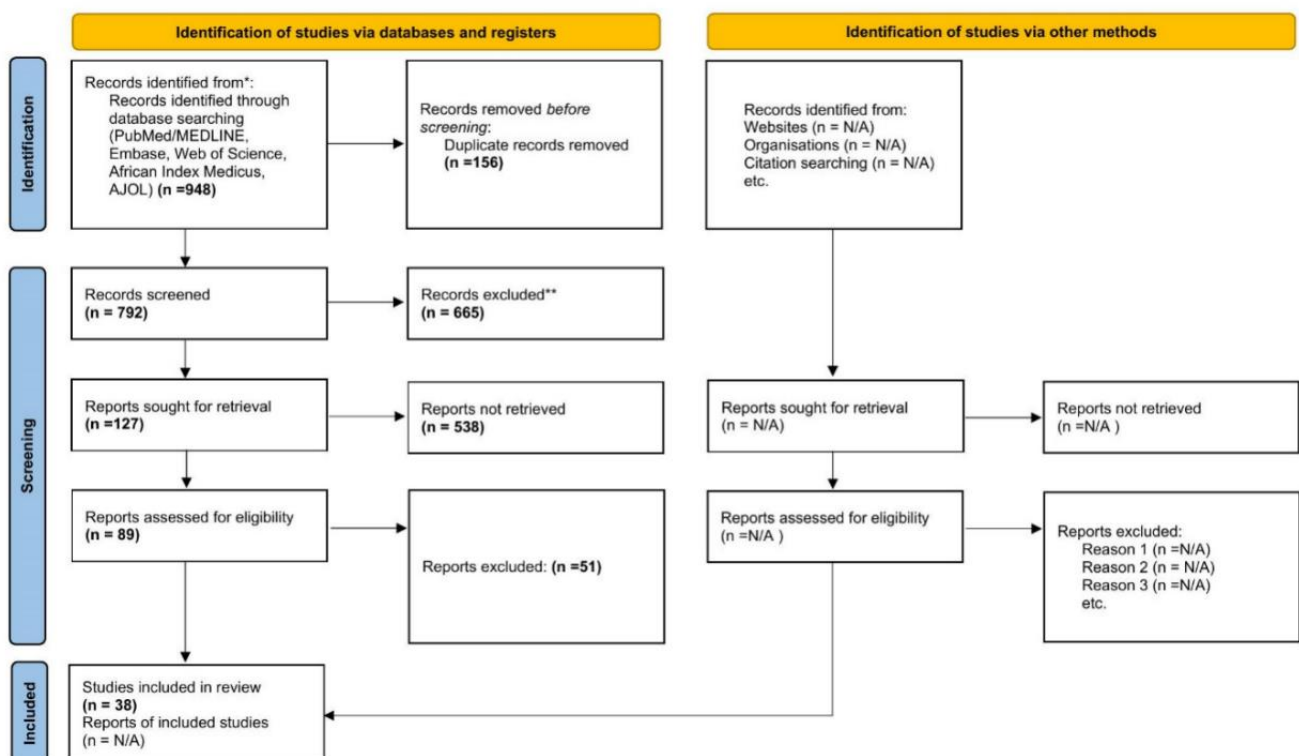 Identification of studies via databases and registers
Identification of studies via other methods
Identification
Records identified from*:
Records identified through
database searching
(PubMed/MEDLINE,
Embase, Web of Science,
African Index Medicus,
AJOL) (n =948)
Records removed before
screening:
Duplicate records removed
(n =156)
Records identified from:
Websites (n = N/A)
Organisations (n = N/A)
Citation searching (n = N/A)
etc.
Screening
Records screened
(n = 792)
Records excluded**
(n = 665)
Reports sought for retrieval
(n =127)
Reports not retrieved
(n = 538)
Reports sought for retrieval
(n = N/A)
Reports not retrieved
(n =N/A )
Reports assessed for eligibility
(n = 89)
Reports excluded: (n =51)
Reports assessed for eligibility
(n =N/A )
Reports excluded:
Reason 1 (n =N/A)
Reason 2 (n = N/A)
Reason 3 (n =N/A)
etc.
Included
Studies included in review
(n = 38)
Reports of included studies
(n = N/A)